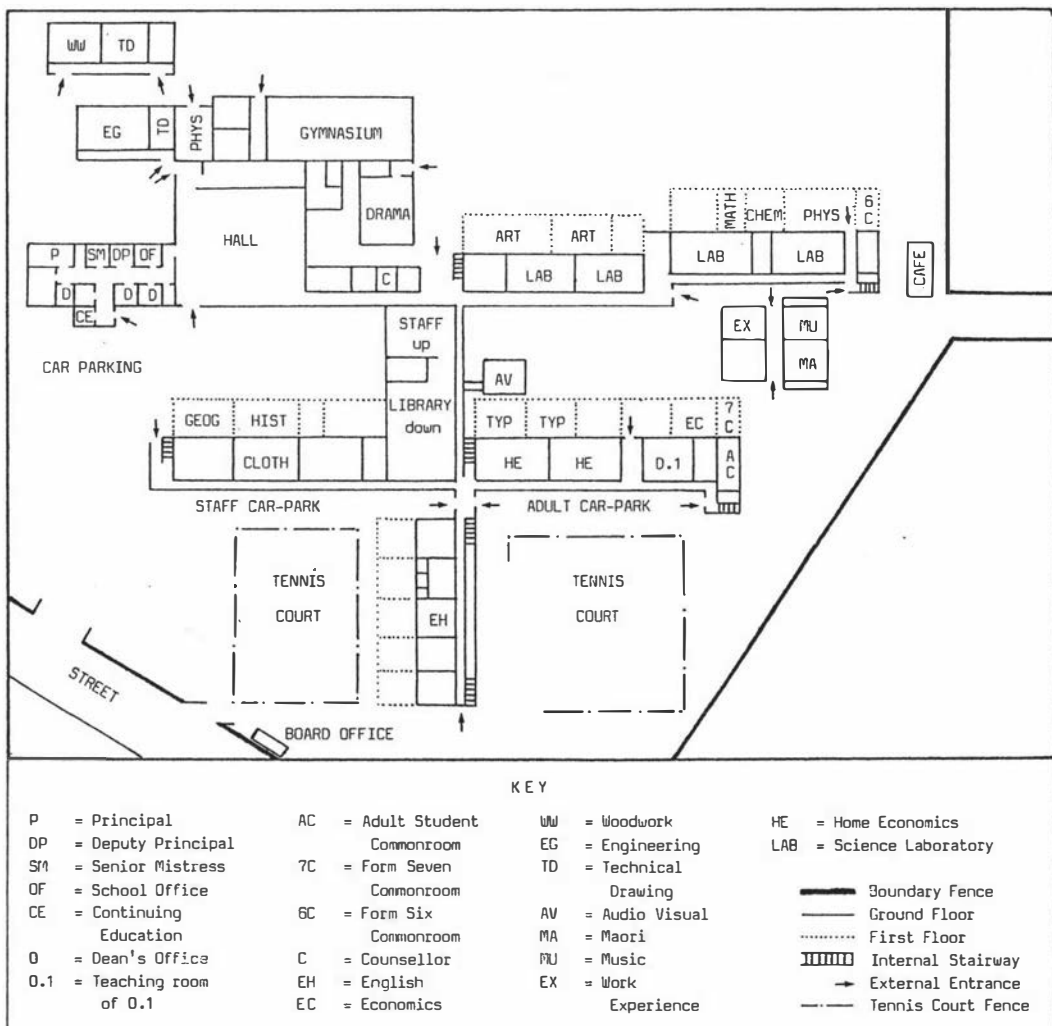 WW TD
EG TD PHYS GYMNASIUM
DRAMA
HALL
P SM DP OF
D D D
CE
C
ART ART
LAB LAB
MATH CHEM PHYS 6C
LAB LAB
CAFE
CAR PARKING
STAFF
up
EX MU
MA
AV
LIBRARY
down
GEOG HIST
CLOTH
TYP TYP EC 7C
HE HE D.1 AC
STAFF CAR-PARK
ADULT CAR-PARK
TENNIS
COURT
EH
TENNIS
COURT
STREET
BOARD OFFICE
KEY
P = Principal
DP = Deputy Principal
SM = Senior Mistress
OF = School Office
CE = Continuing
Education
D = Dean's Office
D.1 = Teaching room
of D.1
AC = Adult Student
Commonroom
7C = Form Seven
Commonroom
6C = Form Six
Commonroom
C = Counsellor
EH = English
EC = Economics
WW = Woodwork
EG = Engineering
TD = Technical
Drawing
AV = Audio Visual
MA = Maori
MU = Music
EX = Work
Experience
HE = Home Economics
LAB = Science Laboratory
Boundary Fence
Ground Floor
First Floor
Internal Stairway
External Entrance
Tennis Court Fence